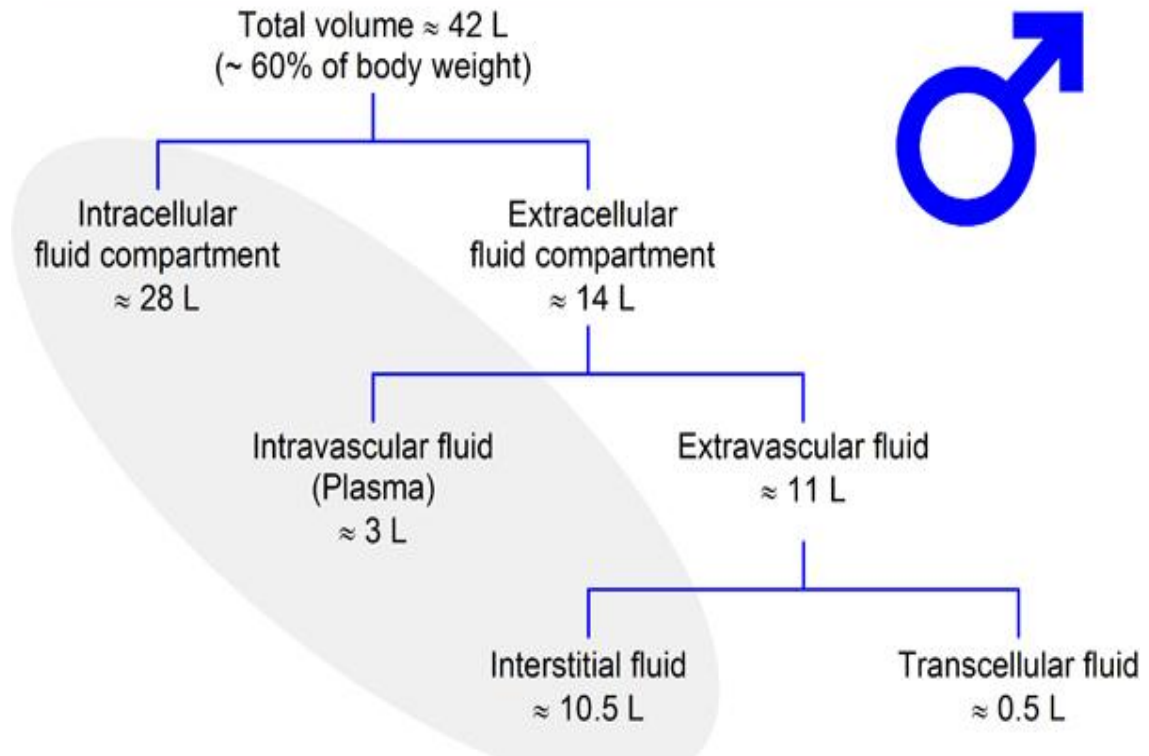 Total volume ≈ 42 L
(~ 60% of body weight)
Intracellular
fluid compartment
≈ 28 L
Extracellular
fluid compartment
≈ 14 L
Intravascular fluid
(Plasma)
≈ 3 L
Extravascular fluid
≈ 11 L
Interstitial fluid
≈ 10.5 L
Transcellular fluid
≈ 0.5 L